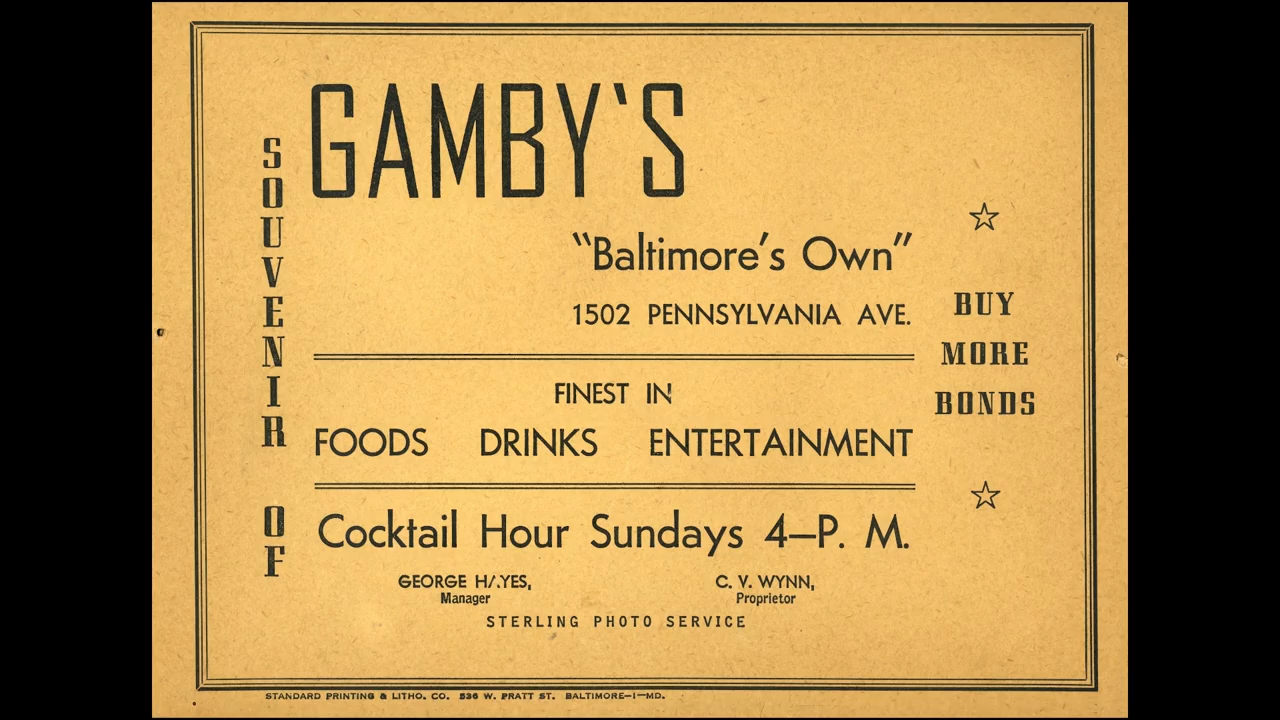 SOUVENIR OF
GAMBY'S
"Baltimore's Own"
1502 PENNSYLVANIA AVE.
BUY
MORE
BONDS
FINEST IN
FOODS DRINKS ENTERTAINMENT
Cocktail Hour Sundays 4—P. M.
GEORGE HAYES,
Manager
C. V. WYNN,
Proprietor
STERLING PHOTO SERVICE
STANDARD PRINTING & LITHO. CO. 536 W. PRATT ST. BALTIMORE—1—MD.